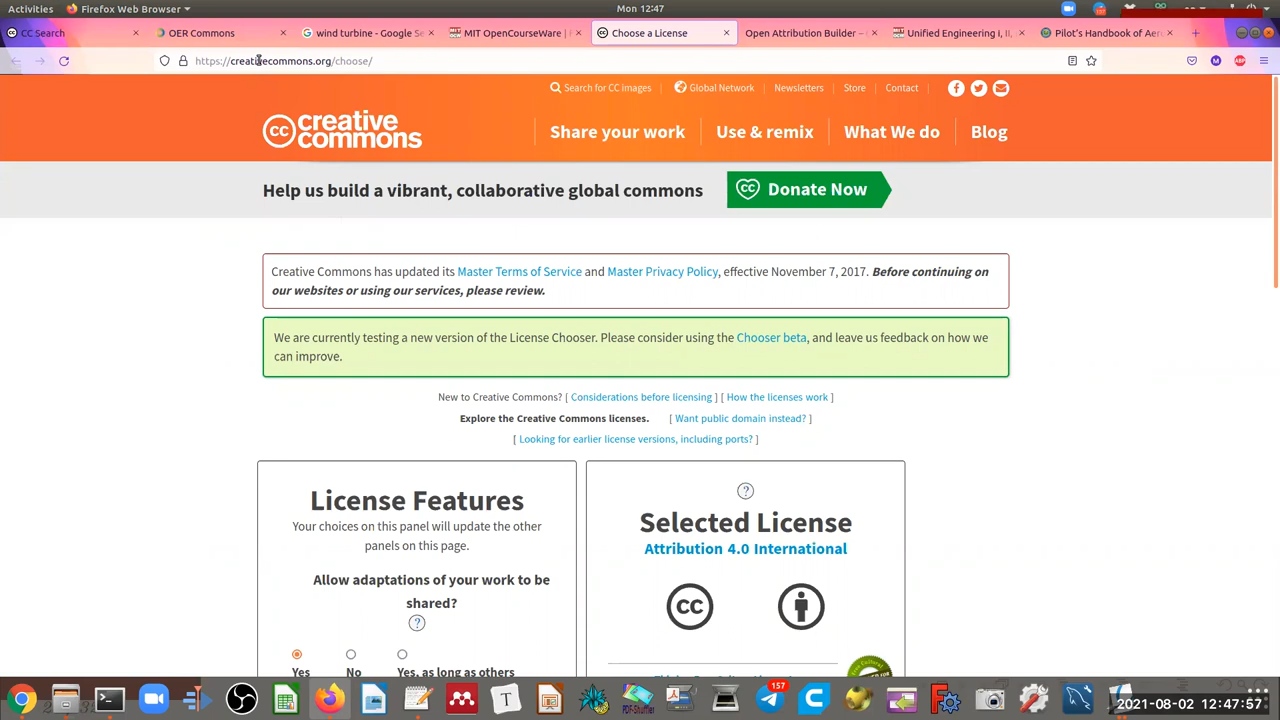 Activities Firefox Web Browser Mon 12:47
CC Search OER Commons wind turbine - Google Se MIT OpenCourseWare | Choose a License Open Attribution Builder – Unified Engineering i, II, Pilot's Handbook of Aer
https://creativecommons.org/choose/
Search for CC images Global Network Newsletters Store Contact
creative commons Share your work Use & remix What We do Blog
Help us build a vibrant, collaborative global commons Donate Now
Creative Commons has updated its Master Terms of Service and Master Privacy Policy, effective November 7, 2017. Before continuing on
our websites or using our services, please review.
We are currently testing a new version of the License Chooser. Please consider using the Chooser beta, and leave us feedback on how we
can improve.
New to Creative Commons? [ Considerations before licensing ] [ How the licenses work ]
Explore the Creative Commons licenses. [ Want public domain instead? ]
[ Looking for earlier license versions, including ports? ]
License Features
Your choices on this panel will update the other
panels on this page.
Allow adaptations of your work to be
shared?
Yes No Yes, as long as others
Selected License
Attribution 4.0 International
157
2021-08-02 12:47:57